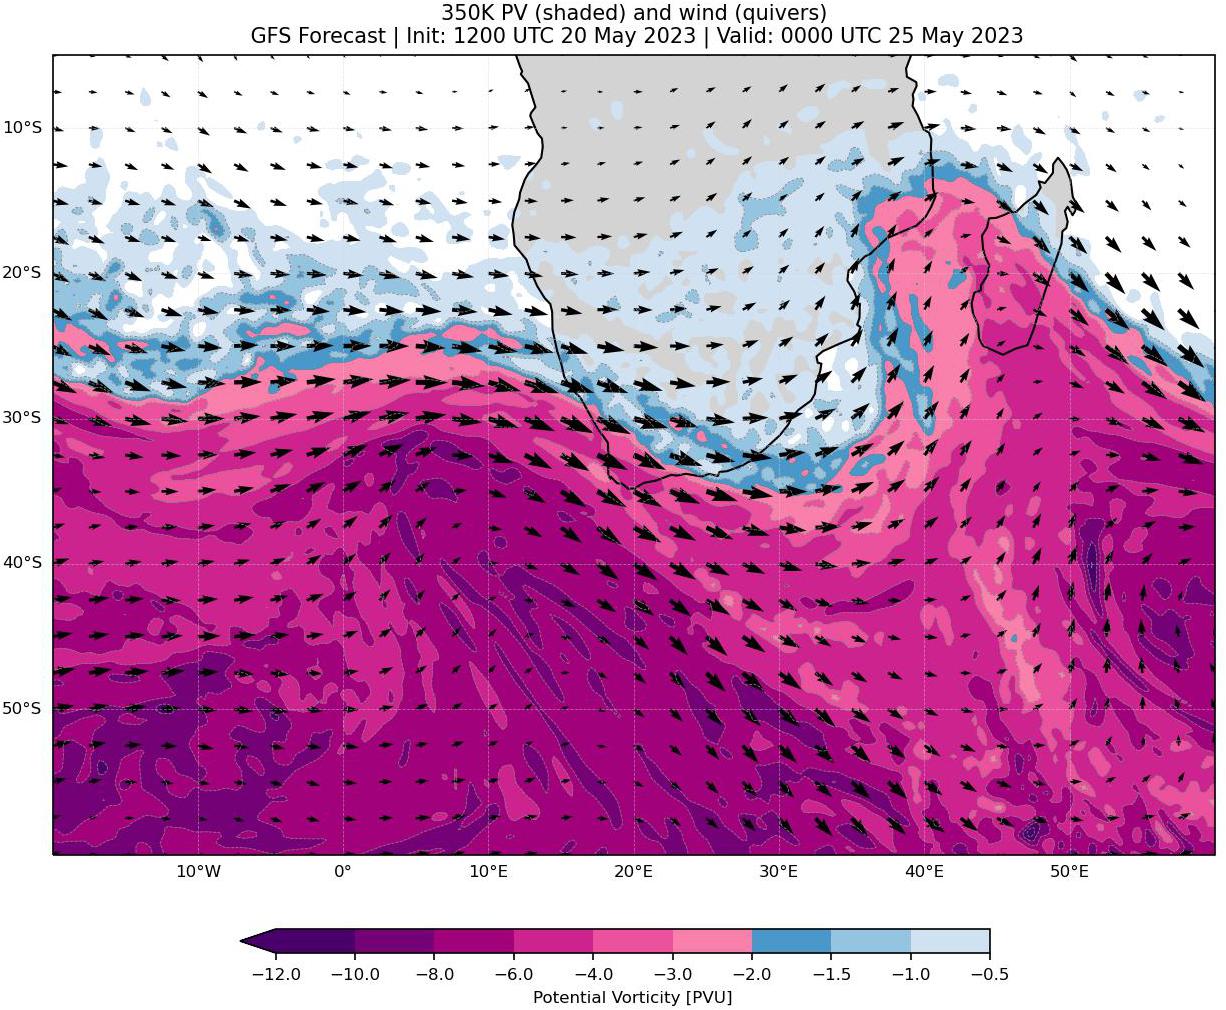 350K PV (shaded) and wind (quivers)
GFS Forecast | Init: 1200 UTC 20 May 2023 | Valid: 0000 UTC 25 May 2023
10°S
20°S
30°S
40°S
50°S
10°W 0° 10°E 20°E 30°E 40°E 50°E
−12.0 −10.0 −8.0 −6.0 −4.0 −3.0 −2.0 −1.5 −1.0 −0.5
Potential Vorticity [PVU]